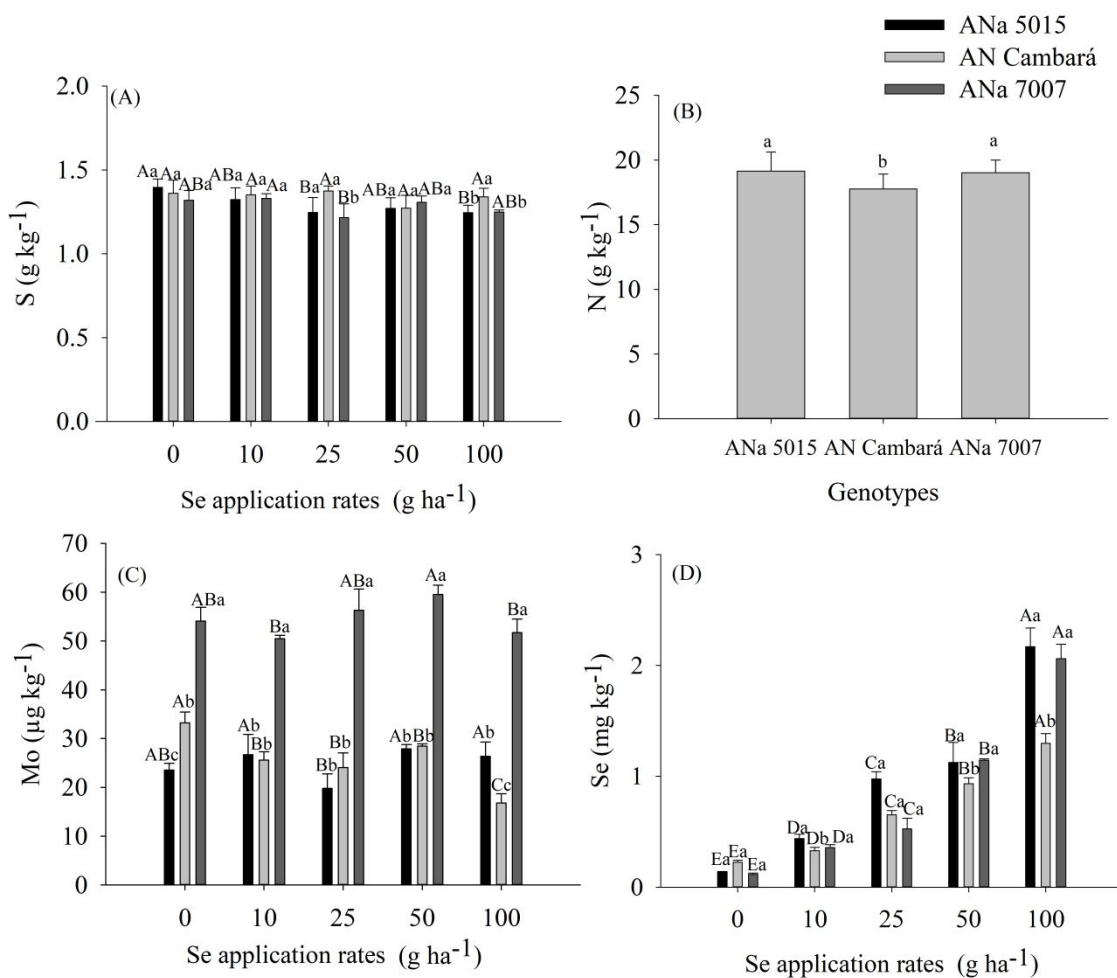 ANa 5015
AN Cambará
ANa 7007
(A)
2.0
1.5
1.0
0.5
0.0
S (g kg-1)
Aa Aa ABa
ABa Aa Aa
Ba Aa Bb
ABa Aa ABa
Bb Aa ABb
0 10 25 50 100
Se application rates (g ha-1)
(B)
25
20
15
10
5
0
N (g kg-1)
a b a
ANa 5015 AN Cambará ANa 7007
Genotypes
(C)
70
60
50
40
30
20
10
0
Mo (µg kg-1)
ABc Ab ABa
Ab Bb Ba
Bb Bb ABa
Ab Bb Aa
Ab Cc Ba
0 10 25 50 100
Se application rates (g ha-1)
(D)
3
2
1
0
Se (mg kg-1)
Ea Ea Ea
Da Db Da
Ca Ca Ca
Ba Bb Ba
Aa Ab Aa
0 10 25 50 100
Se application rates (g ha-1)